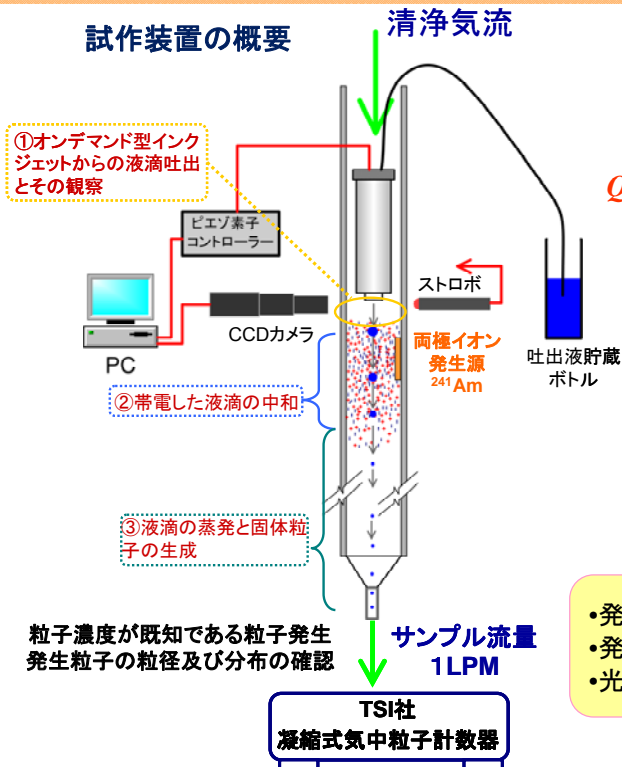 試作装置の概要
清浄気流
①オンデマンド型インク
ジェットからの液滴吐出
とその観察
Q
ピエゾ素子
コントローラー
ストロボ
CCDカメラ
PC
両極イオン
発生源
²⁴¹Am
吐出液貯蔵
ボトル
②帯電した液滴の中和
③液滴の蒸発と固体粒
子の生成
粒子濃度が既知である粒子発生
発生粒子の粒径及び分布の確認
サンプル流量
1LPM
•発
•発
•光
TSI社
凝縮式気中粒子計数器